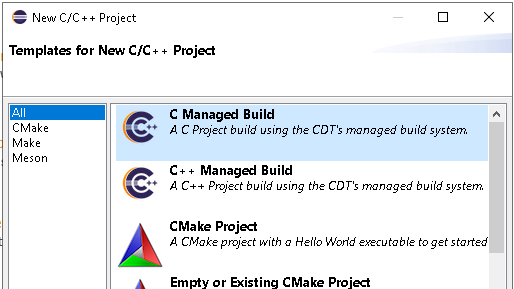 New C/C++ Project
Templates for New C/C++ Project
All
CMake
Make
Meson
C Managed Build
A C Project build using the CDT's managed build system.
C++ Managed Build
A C++ Project build using the CDT's managed build system.
CMake Project
A CMake project with a Hello World executable to get started
Empty or Existing CMake Project